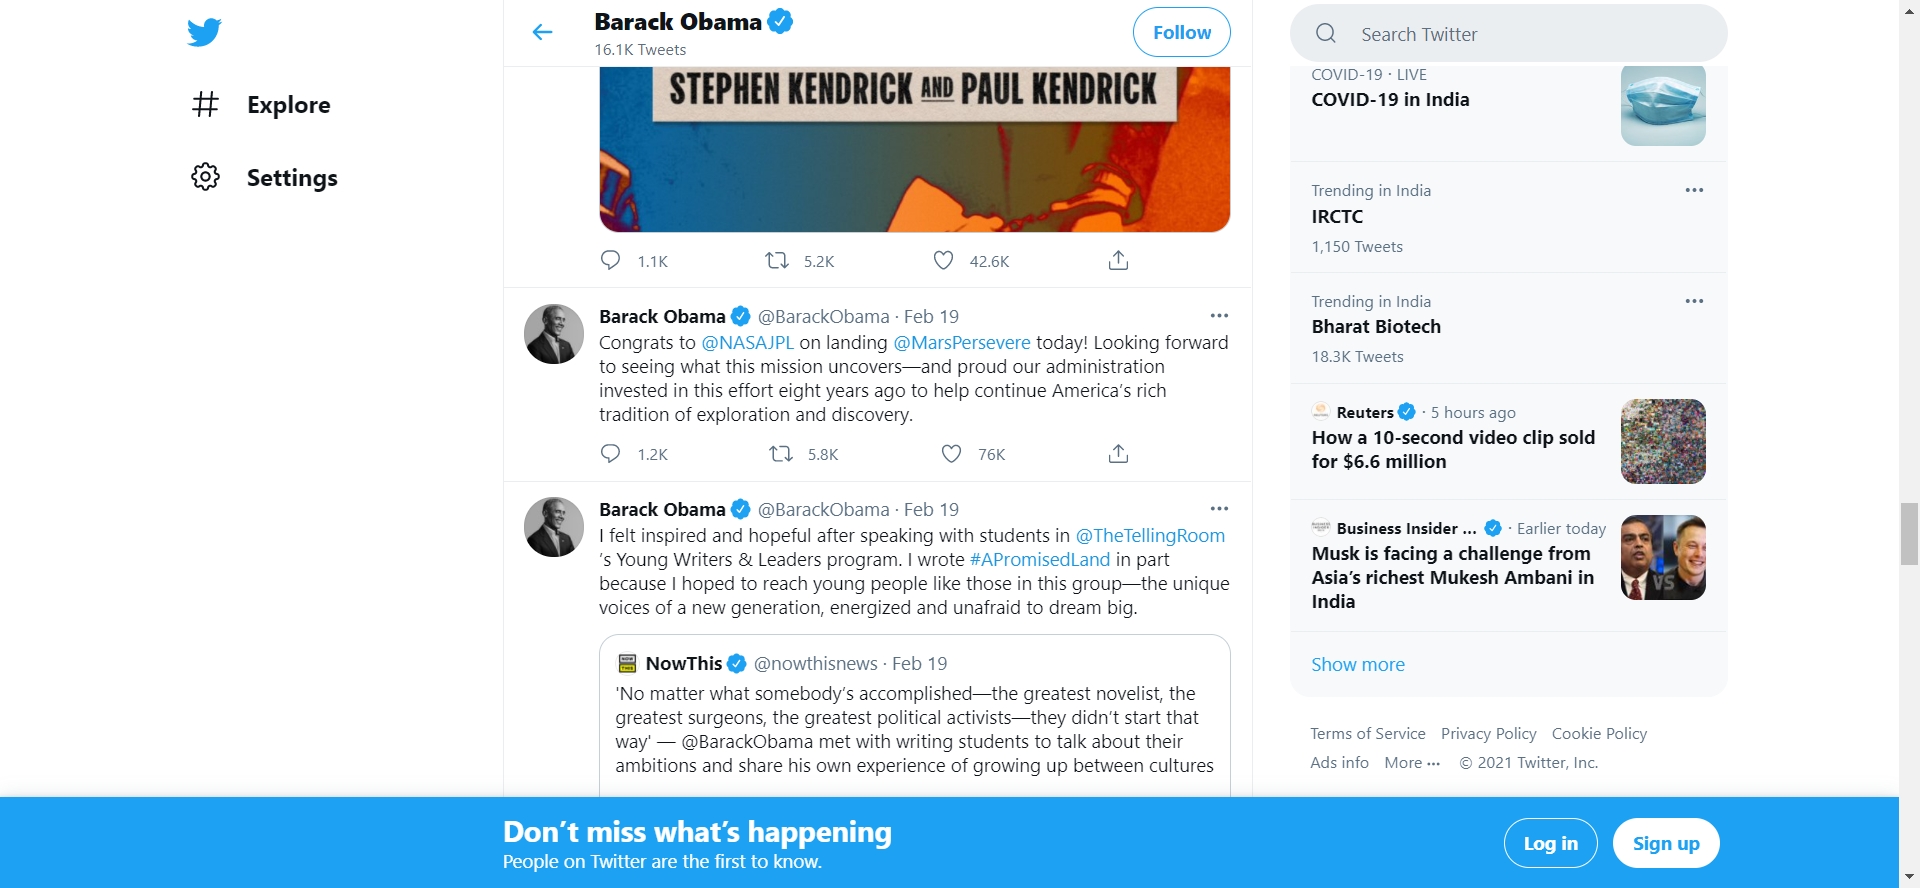 Explore
Settings
Barack Obama
16.1K Tweets
Follow
STEPHEN KENDRICK AND PAUL KENDRICK
1.1K 5.2K 42.6K
Barack Obama @BarackObama · Feb 19
Congrats to @NASAJPL on landing @MarsPersevere today! Looking forward
to seeing what this mission uncovers—and proud our administration
invested in this effort eight years ago to help continue America's rich
tradition of exploration and discovery.
1.2K 5.8K 76K
Barack Obama @BarackObama · Feb 19
I felt inspired and hopeful after speaking with students in @TheTellingRoom
's Young Writers & Leaders program. I wrote #APromisedLand in part
because I hoped to reach young people like those in this group—the unique
voices of a new generation, energized and unafraid to dream big.
NowThis @nowthisnews · Feb 19
'No matter what somebody's accomplished—the greatest novelist, the
greatest surgeons, the greatest political activists—they didn't start that
way' — @BarackObama met with writing students to talk about their
ambitions and share his own experience of growing up between cultures
Search Twitter
COVID-19 · LIVE
COVID-19 in India
Trending in India
IRCTC
1,150 Tweets
Trending in India
Bharat Biotech
18.3K Tweets
Reuters · 5 hours ago
How a 10-second video clip sold
for $6.6 million
Business Insider ... · Earlier today
Musk is facing a challenge from
Asia's richest Mukesh Ambani in
India
VS
Show more
Terms of Service Privacy Policy Cookie Policy
Ads info More ··· © 2021 Twitter, Inc.
Don't miss what's happening
People on Twitter are the first to know.
Log in
Sign up